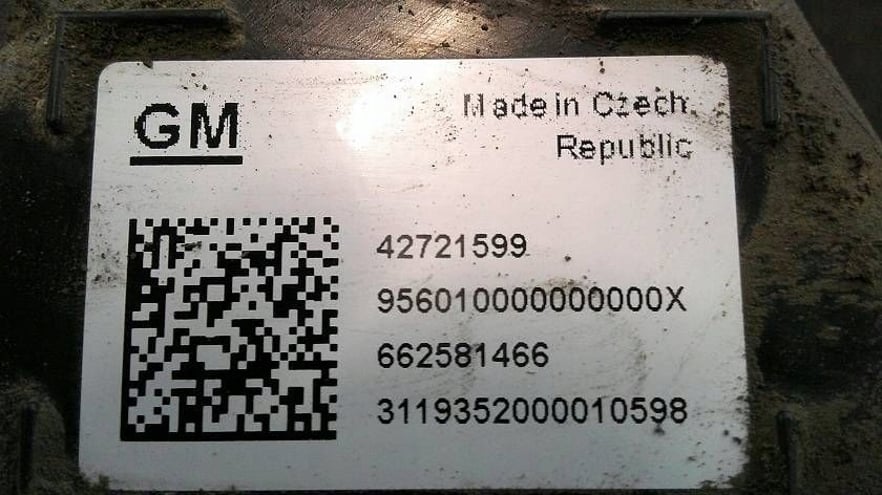 GM
Made in Czech
Republic
42721599
956010000000000X
662581466
3119352000010598